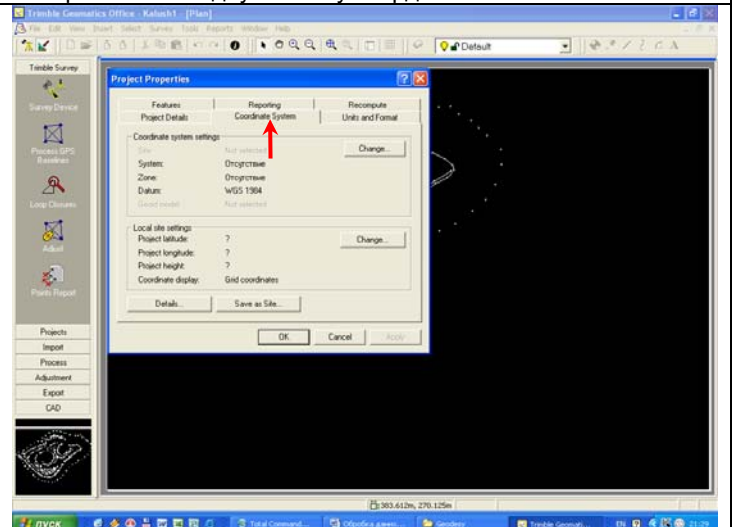 Trimble Geomatics Office - Kalush1 - [Plan]
File Edit View Insert Select Survey Tools Reports Window Help
Default
Trimble Survey
Survey Device
Process GPS
Baselines
Loop Closures
Adjust
Points Report
Projects
Import
Process
Adjustment
Export
CAD
Project Properties
Features Reporting Recompute
Project Details Coordinate System Units and Format
Coordinate system settings
Site: Not selected Change...
System: Отсутствие
Zone: Отсутствие
Datum: WGS 1984
Geoid model: Not selected
Local site settings
Project latitude: ? Change...
Project longitude: ?
Project height: ?
Coordinate display: Grid coordinates
Details... Save as Site...
OK Cancel Apply
383.612m, 270.125m
пуск Total Command... Обробка даних... Geodesy Trimble Geomati... EN 21:29